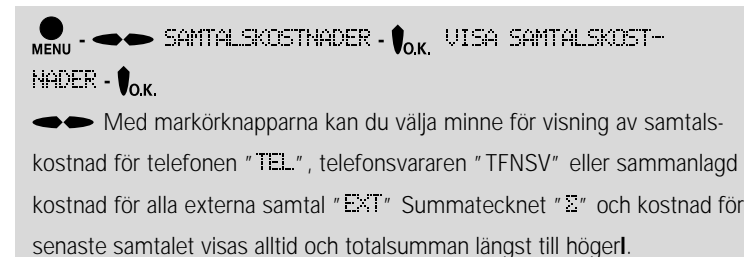 MENU - SAMTALSKOSTNADER - O.K. VISA SAMTALSKOST-
NADER - O.K.
Med markörknapparna kan du välja minne för visning av samtals-
kostnad för telefonen "TEL", telefonsvararen "TFNSV" eller sammanlagd
kostnad för alla externa samtal "EXT" Summatecknet "Σ" och kostnad för
senaste samtalet visas alltid och totalsumman längst till högerl.